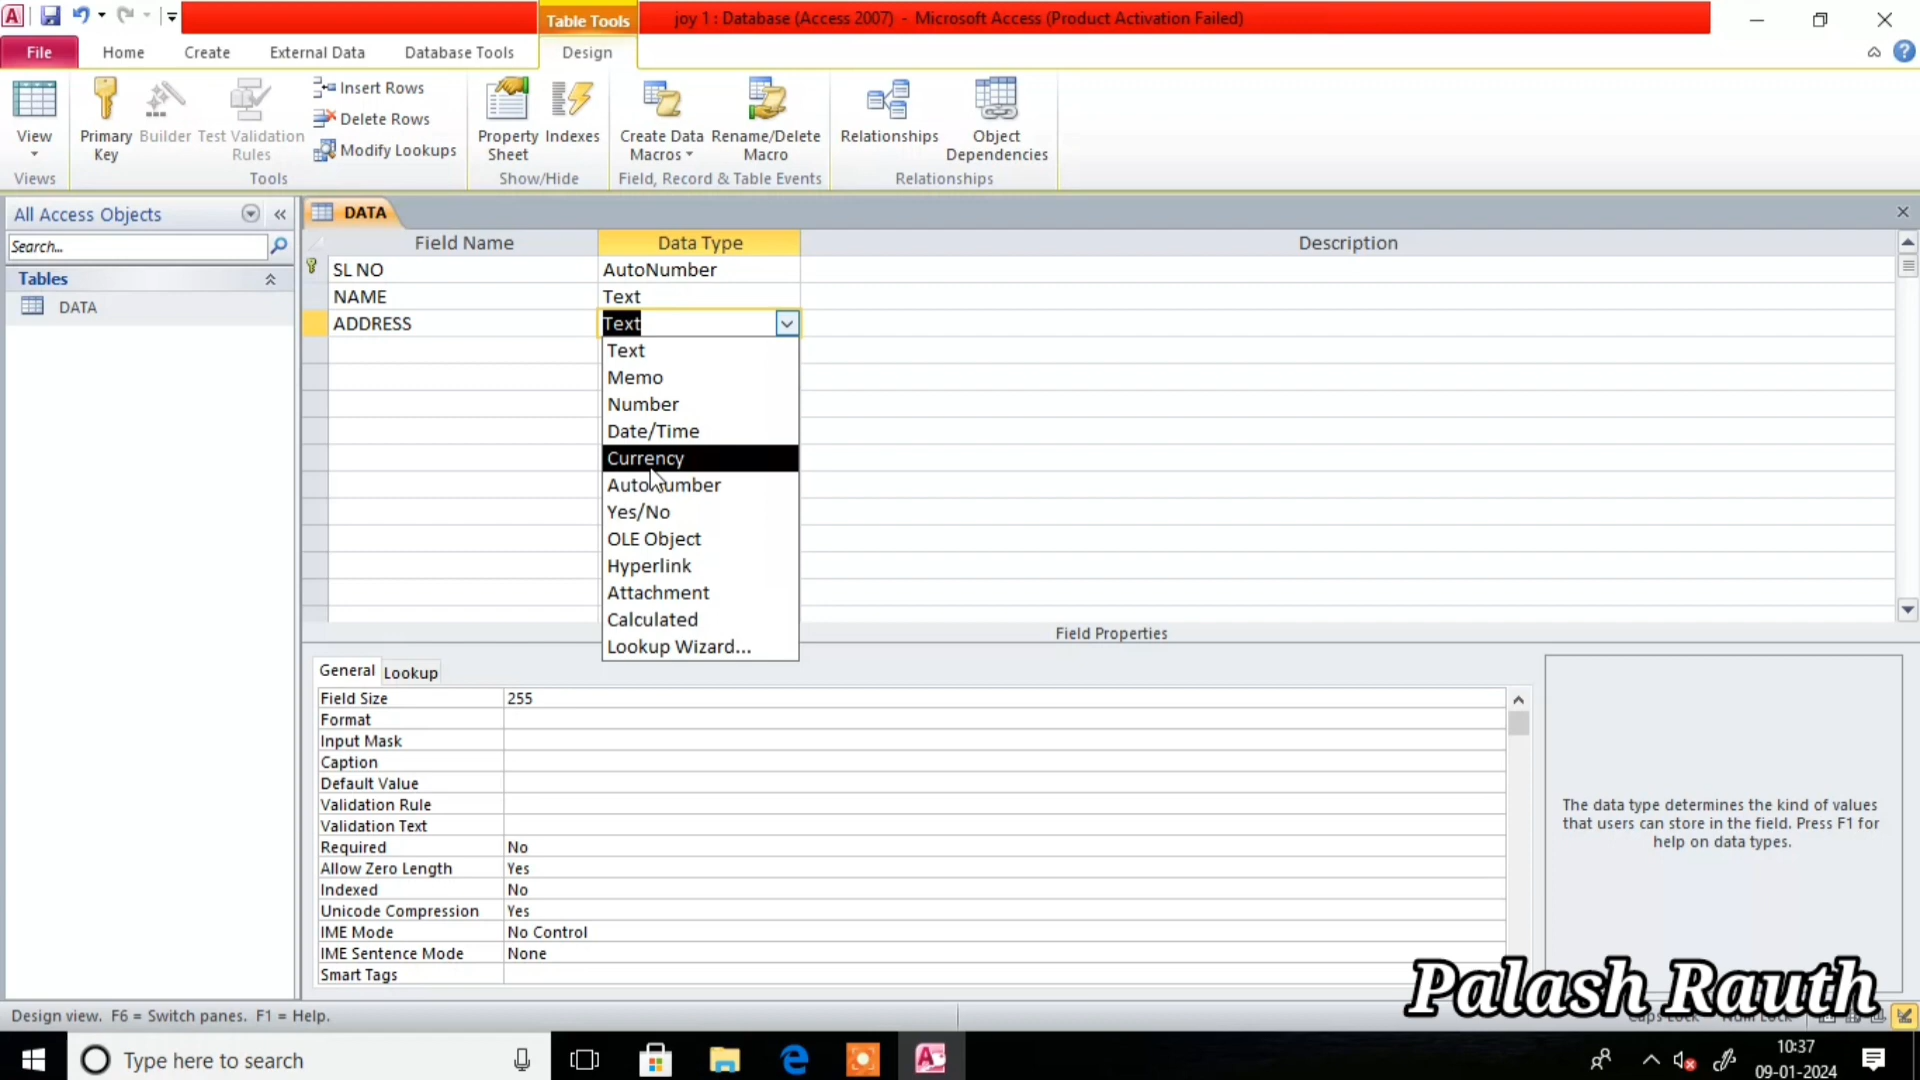 Table Tools
joy 1 : Database (Access 2007) - Microsoft Access (Product Activation Failed)
File
Home
Create
External Data
Database Tools
Design
View
Primary Key
Builder
Test Validation Rules
Insert Rows
Delete Rows
Modify Lookups
Property Sheet
Indexes
Create Data Macros
Rename/Delete Macro
Relationships
Object Dependencies
Views
Tools
Show/Hide
Field, Record & Table Events
Relationships
All Access Objects
Search...
Tables
DATA
DATA
Field Name Data Type Description
SL NO AutoNumber
NAME Text
ADDRESS Text
Text
Memo
Number
Date/Time
Currency
AutoNumber
Yes/No
OLE Object
Hyperlink
Attachment
Calculated
Lookup Wizard...
Field Properties
General Lookup
Field Size 255
Format
Input Mask
Caption
Default Value
Validation Rule
Validation Text
Required No
Allow Zero Length Yes
Indexed No
Unicode Compression Yes
IME Mode No Control
IME Sentence Mode None
Smart Tags
The data type determines the kind of values
that users can store in the field. Press F1 for
help on data types.
Palash Rauth
Design view. F6 = Switch panes. F1 = Help.
Caps Lock Num Lock
Type here to search
10:37
09-01-2024